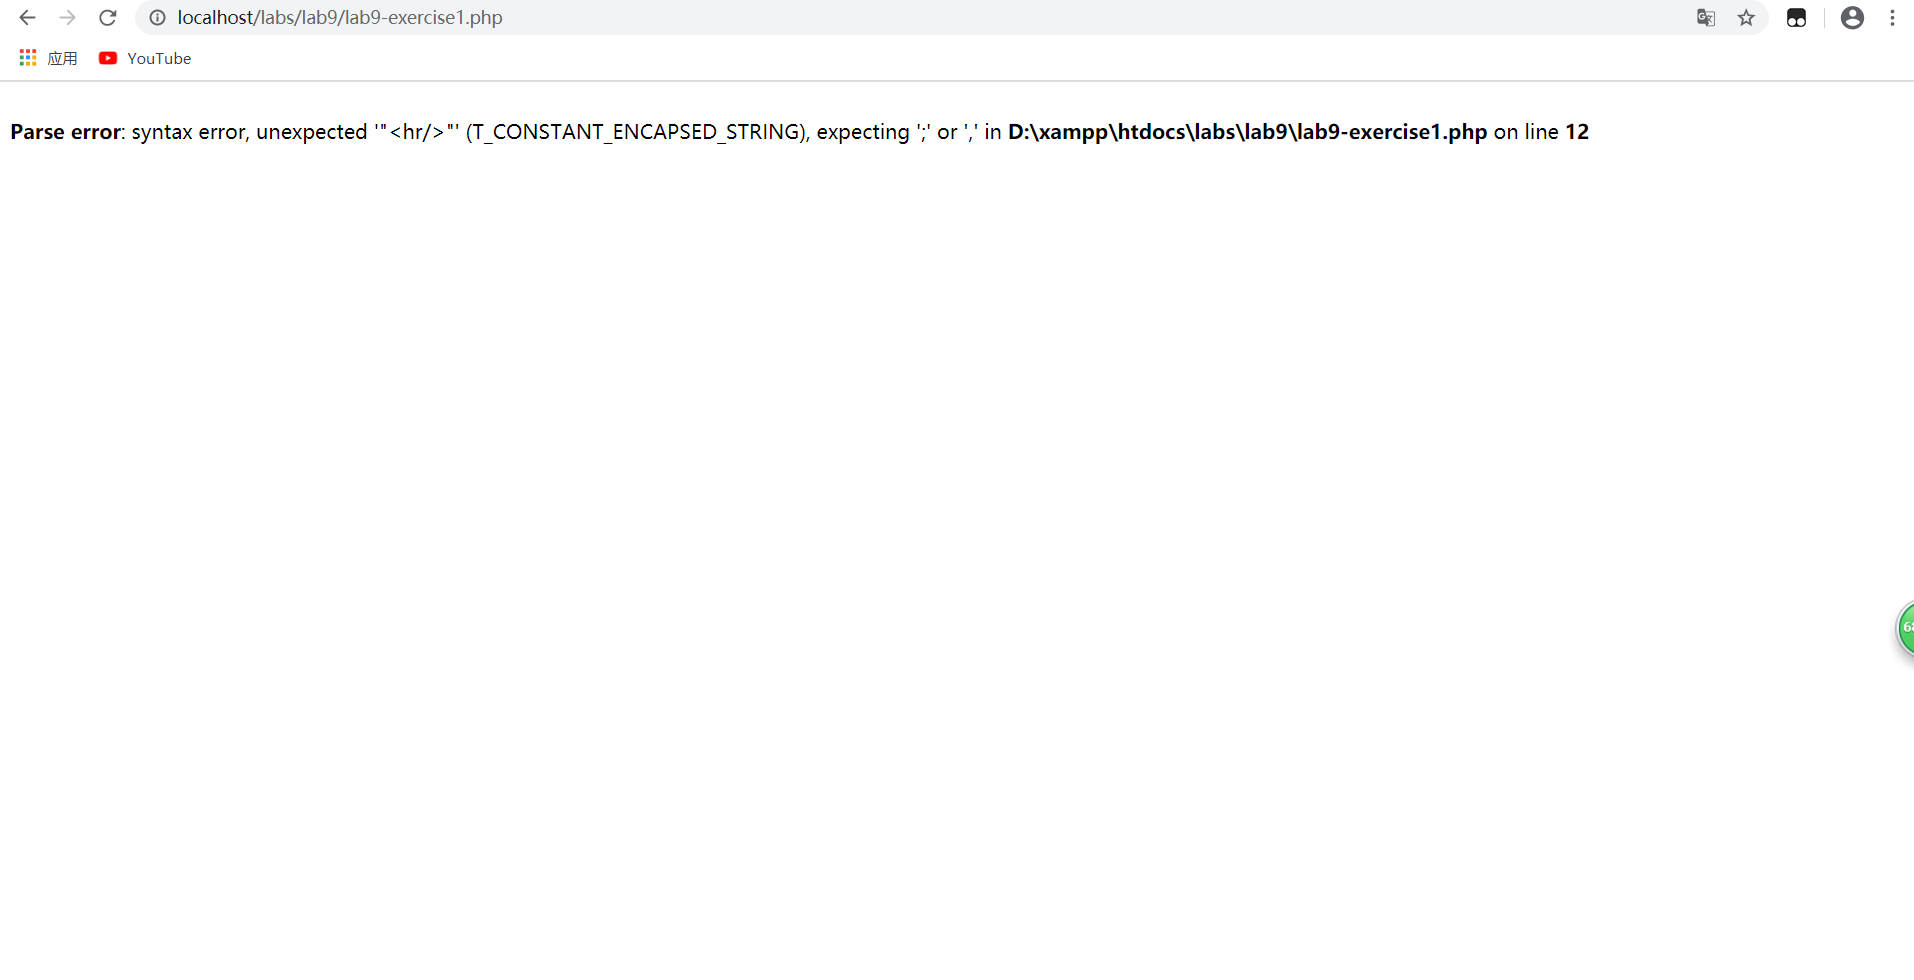 localhost/labs/lab9/lab9-exercise1.php
应用 YouTube
Parse error: syntax error, unexpected '"<hr/>"' (T_CONSTANT_ENCAPSED_STRING), expecting ';' or ',' in D:\xampp\htdocs\labs\lab9\lab9-exercise1.php on line 12